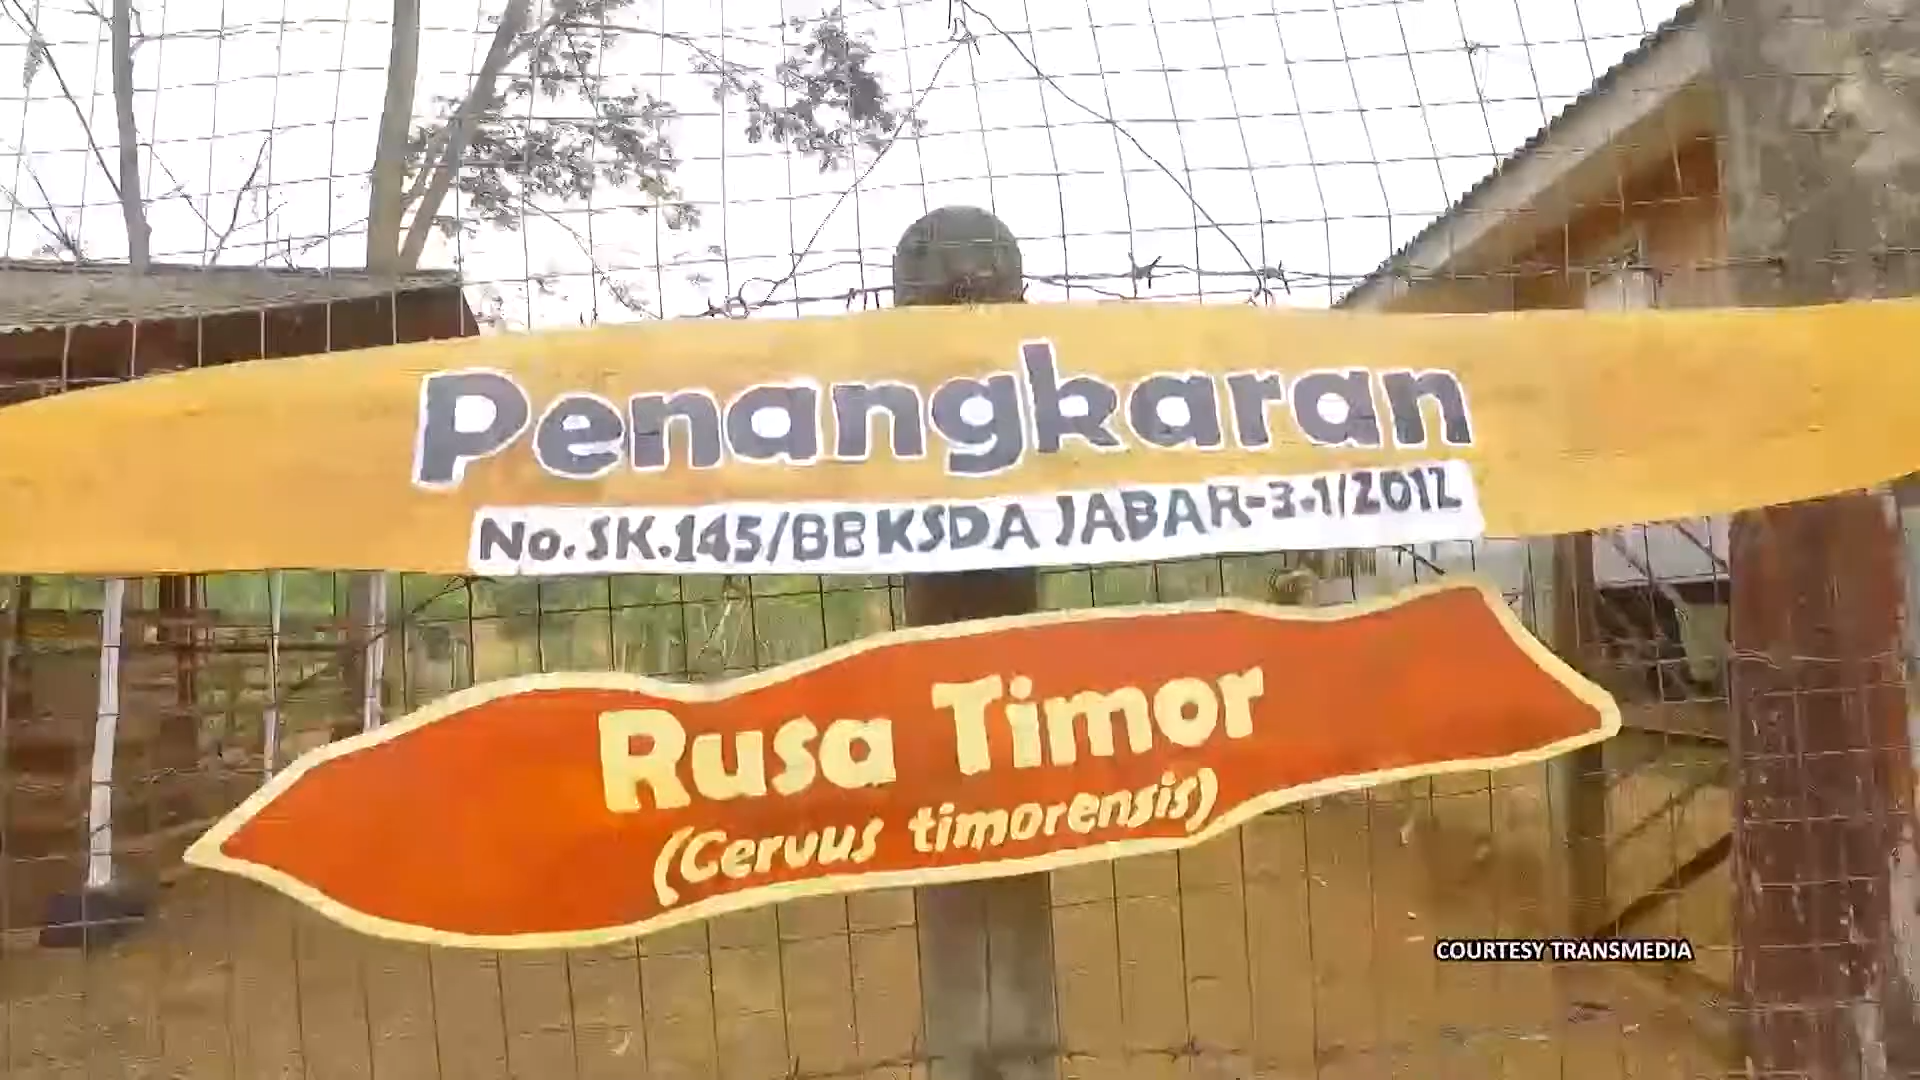 Penangkaran
No. SK.145/BBKSDA JABAR-3.1/2012
Rusa Timor
(Cervus timorensis)
COURTESY TRANSMEDIA